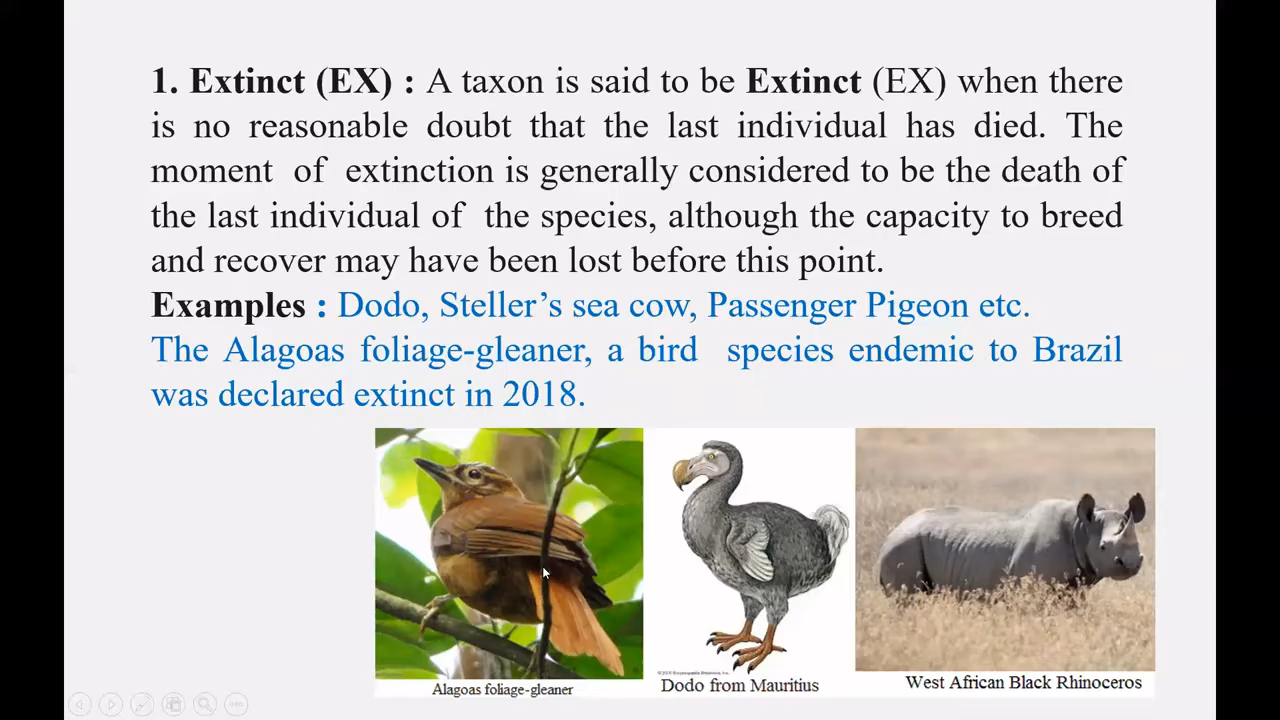 1. Extinct (EX) : A taxon is said to be Extinct (EX) when there
is no reasonable doubt that the last individual has died. The
moment of extinction is generally considered to be the death of
the last individual of the species, although the capacity to breed
and recover may have been lost before this point.
Examples : Dodo, Steller’s sea cow, Passenger Pigeon etc.
The Alagoas foliage-gleaner, a bird species endemic to Brazil
was declared extinct in 2018.
Alagoas foliage-gleaner
Dodo from Mauritius
West African Black Rhinoceros